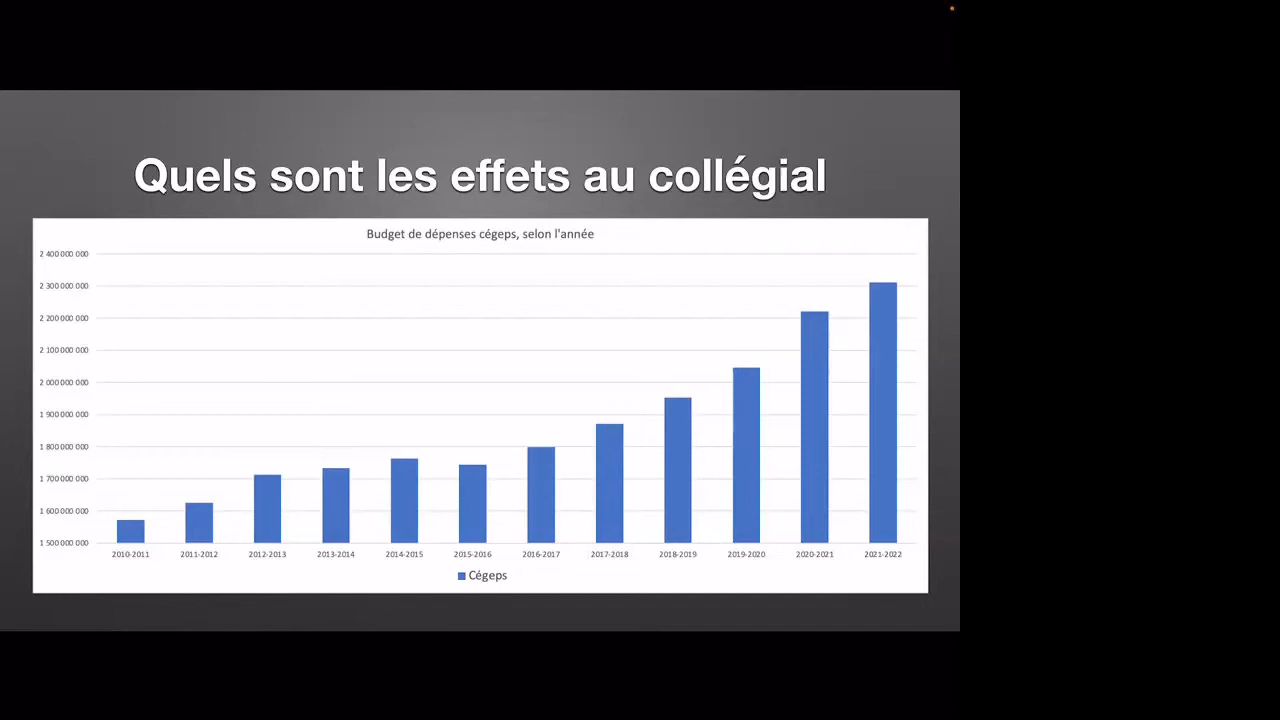 Quels sont les effets au collégial
Budget de dépenses cégeps, selon l'année
2 400 000 000
2 300 000 000
2 200 000 000
2 100 000 000
2 000 000 000
1 900 000 000
1 800 000 000
1 700 000 000
1 600 000 000
1 500 000 000
2010-2011 2011-2012 2012-2013 2013-2014 2014-2015 2015-2016 2016-2017 2017-2018 2018-2019 2019-2020 2020-2021 2021-2022
Cégeps